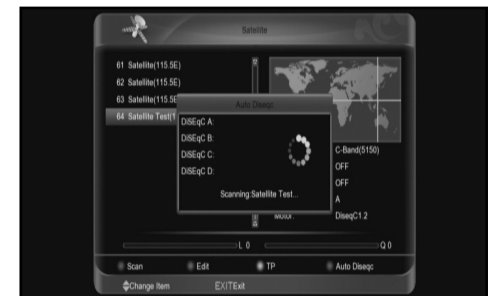 Satellite
61 Satellite(115.5E)
62 Satellite(115.5E)
63 Satellite(115.5E
64 Satellite Test(1
Auto Diseqc
DiSEqC A:
DiSEqC B:
DiSEqC C:
DiSEqC D:
Scanning:Satellite Test...
C-Band(5150)
OFF
OFF
A
Motor: DiseqC1.2
L 0 Q 0
Scan Edit TP Auto Diseqc
Change Item EXITExit